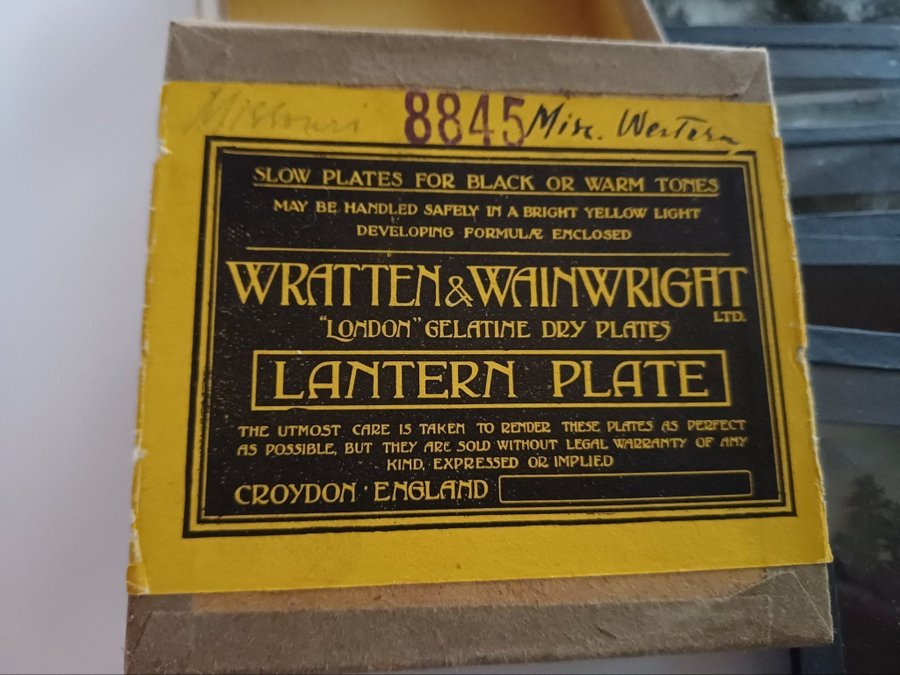 Missouri 8845 Misc. Western
SLOW PLATES FOR BLACK OR WARM TONES
MAY BE HANDLED SAFELY IN A BRIGHT YELLOW LIGHT
DEVELOPING FORMULÆ ENCLOSED
WRATTEN & WAINWRIGHT
LTD.
"LONDON" GELATINE DRY PLATES
LANTERN PLATE
THE UTMOST CARE IS TAKEN TO RENDER THESE PLATES AS PERFECT
AS POSSIBLE, BUT THEY ARE SOLD WITHOUT LEGAL WARRANTY OF ANY
KIND, EXPRESSED OR IMPLIED
CROYDON · ENGLAND